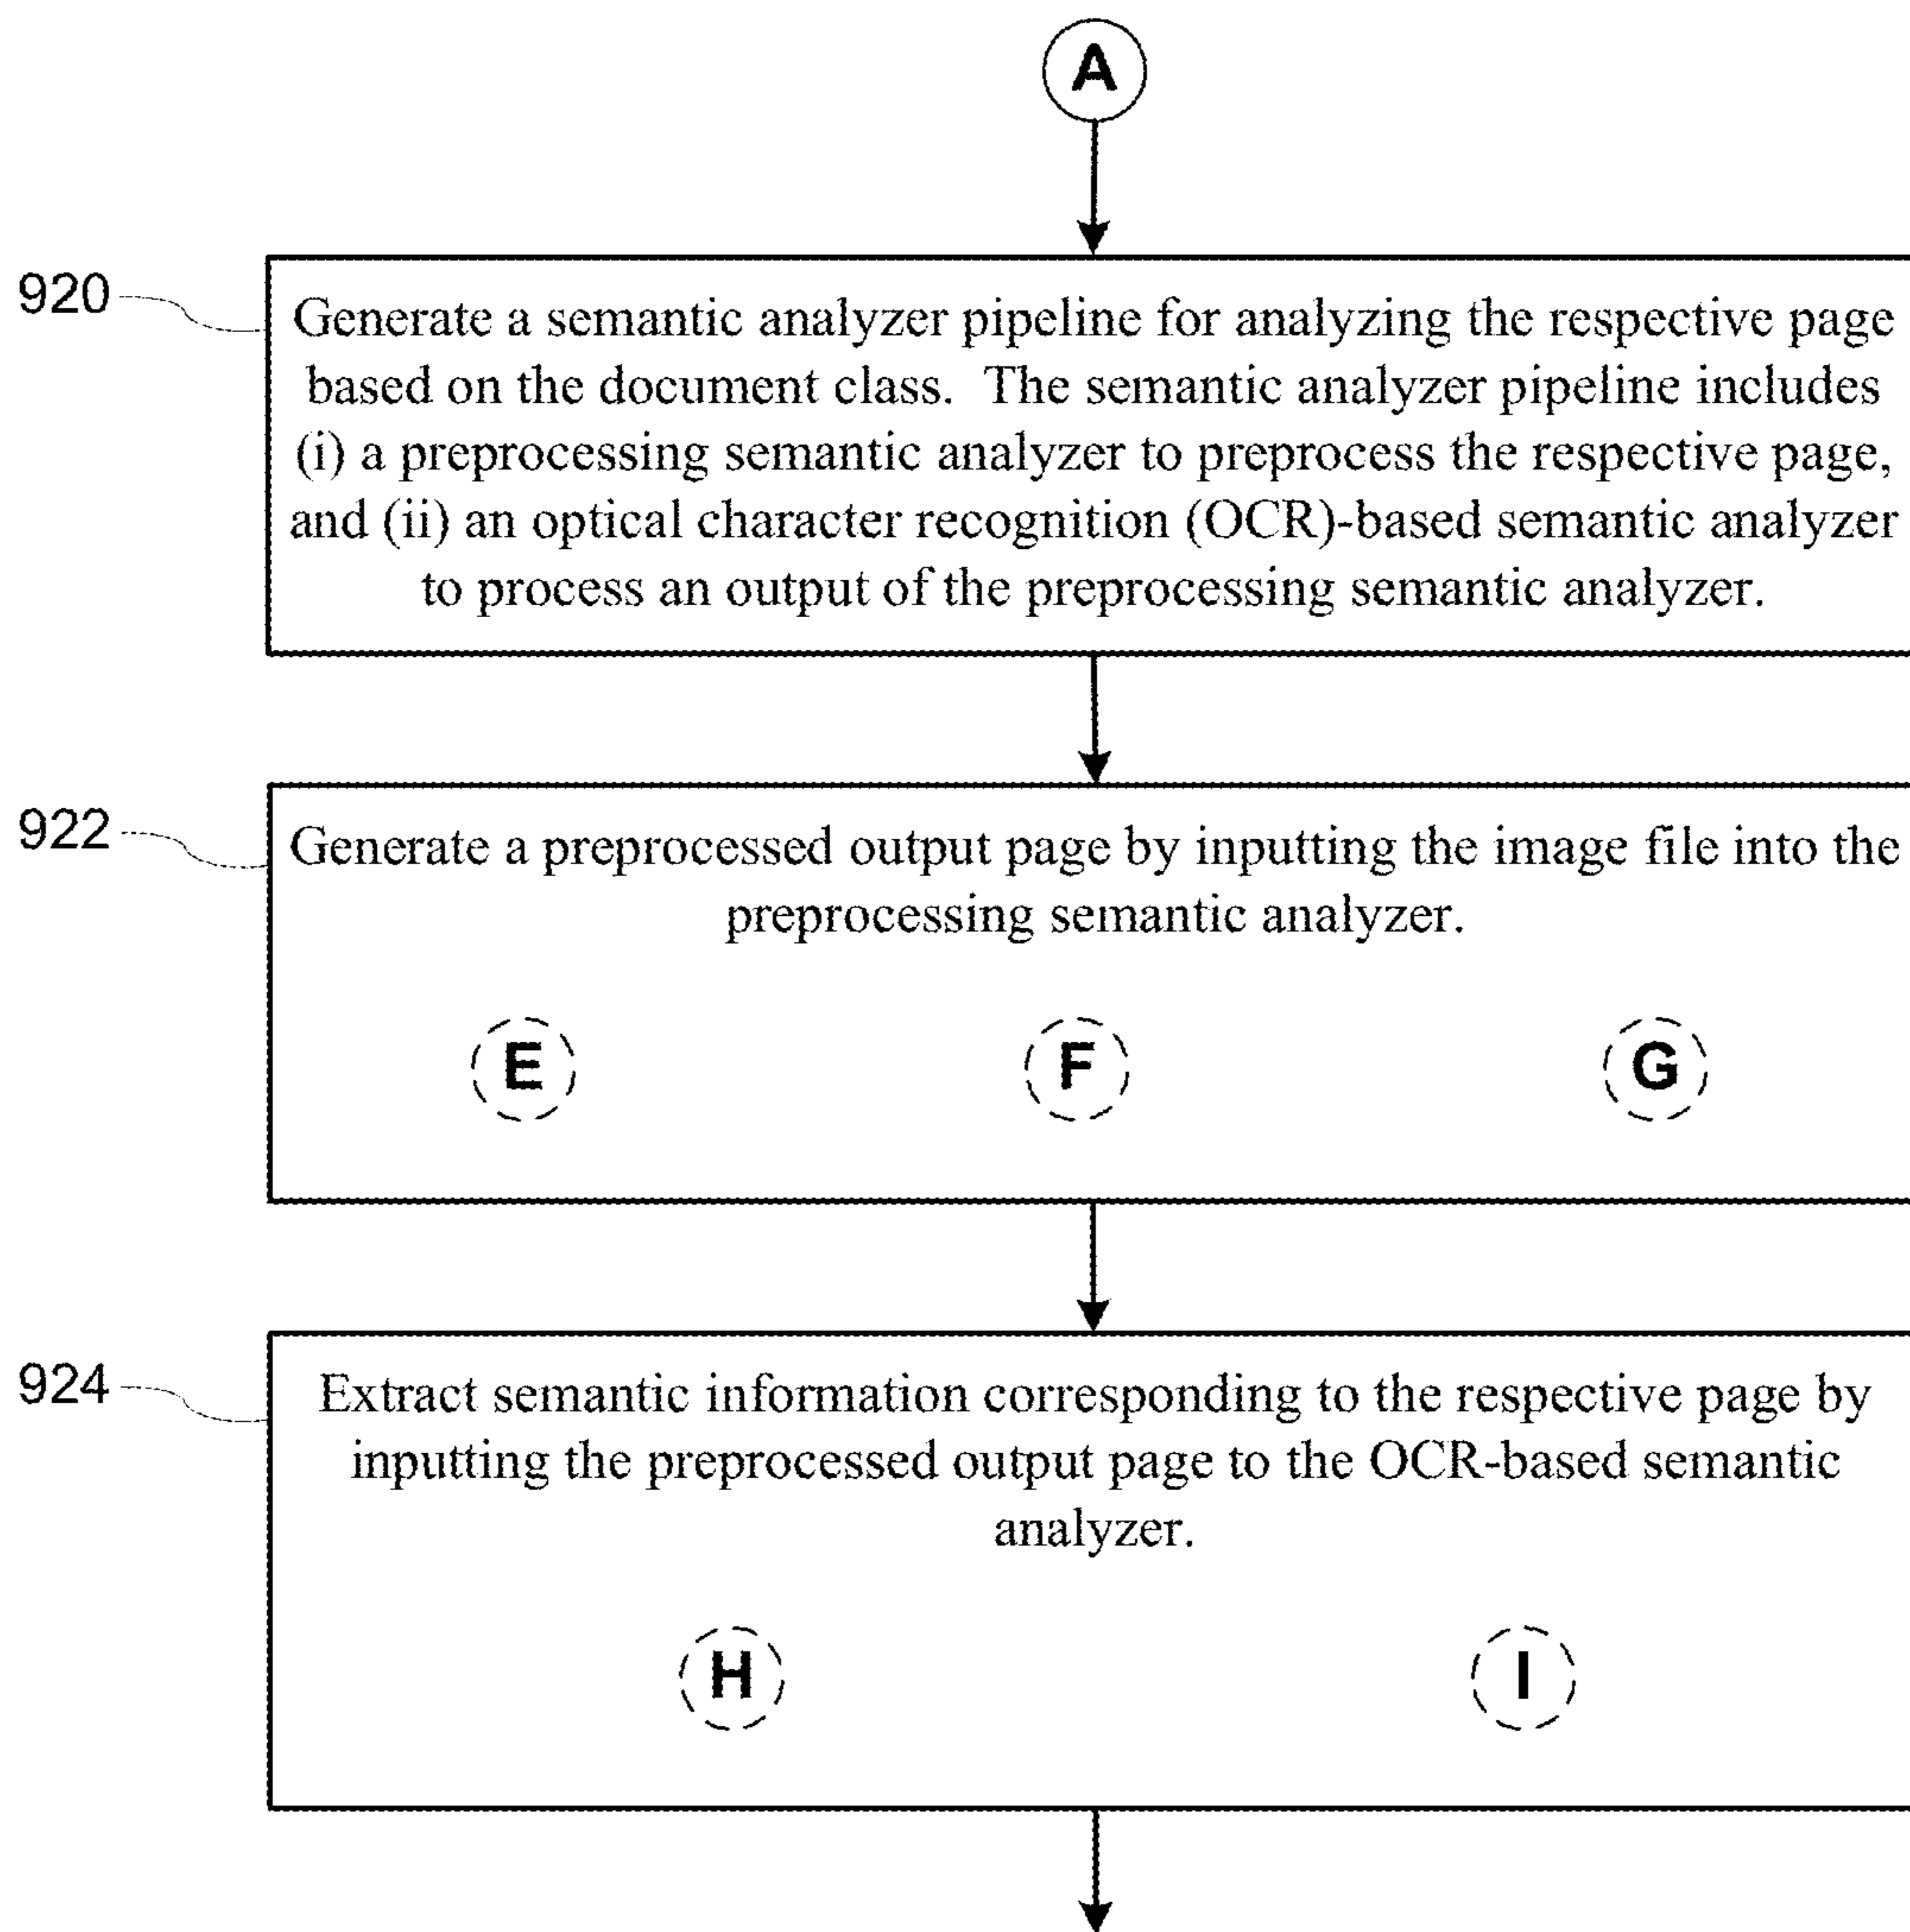 A
920
Generate a semantic analyzer pipeline for analyzing the respective page
based on the document class. The semantic analyzer pipeline includes
(i) a preprocessing semantic analyzer to preprocess the respective page,
and (ii) an optical character recognition (OCR)-based semantic analyzer
to process an output of the preprocessing semantic analyzer.
922
Generate a preprocessed output page by inputting the image file into the
preprocessing semantic analyzer.
E F G
924
Extract semantic information corresponding to the respective page by
inputting the preprocessed output page to the OCR-based semantic
analyzer.
H I